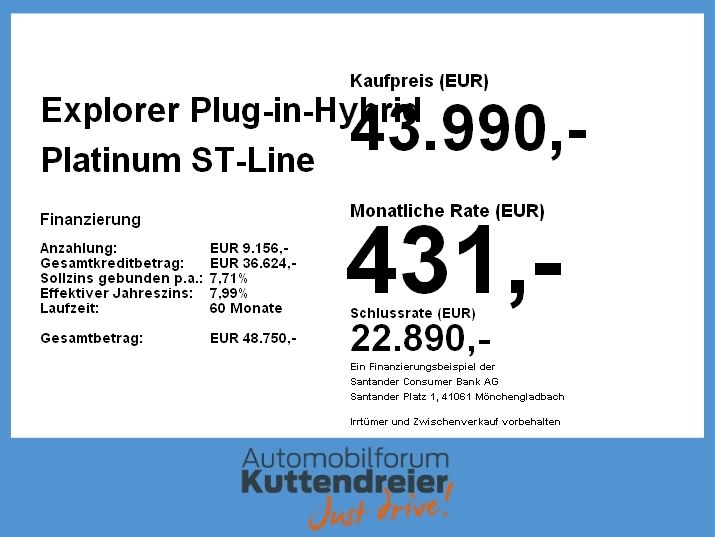 Explorer Plug-in-Hybrid
Platinum ST-Line
Kaufpreis (EUR)
43.990,-
Finanzierung
Anzahlung: EUR 9.156,-
Gesamtkreditbetrag: EUR 36.624,-
Sollzins gebunden p.a.: 7,71%
Effektiver Jahreszins: 7,99%
Laufzeit: 60 Monate
Gesamtbetrag: EUR 48.750,-
Monatliche Rate (EUR)
431,-
Schlussrate (EUR)
22.890,-
Ein Finanzierungsbeispiel der
Santander Consumer Bank AG
Santander Platz 1, 41061 Mönchengladbach
Irrtümer und Zwischenverkauf vorbehalten
Automobilforum
Kuttendreier
Just drive!